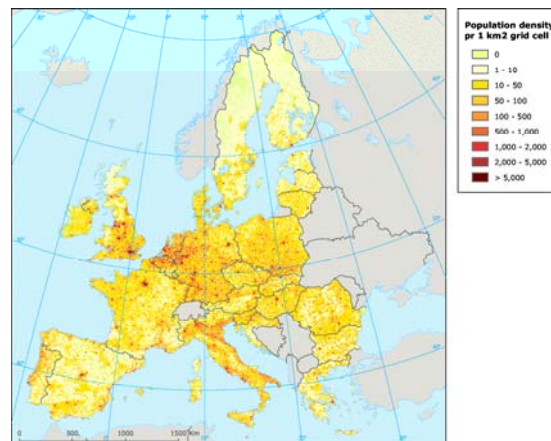 Population density
pr 1 km2 grid cell
0
1 - 10
10 - 50
50 - 100
100 - 500
500 - 1,000
1,000 - 2,000
2,000 - 5,000
> 5,000
0 500 1000 1500 Km